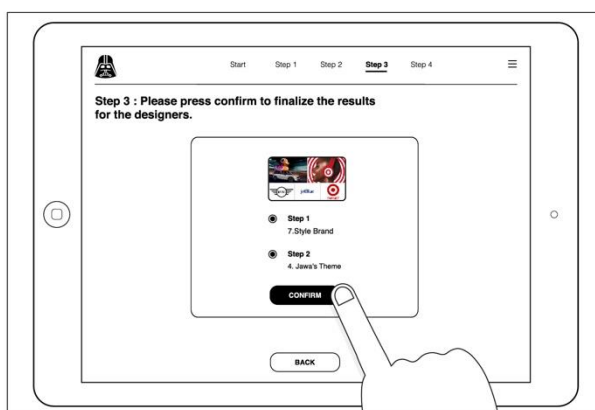 Start Step 1 Step 2 Step 3 Step 4
Step 3 : Please press confirm to finalize the results
for the designers.
Step 1
7.Style Brand
Step 2
4. Jawa's Theme
CONFIRM
BACK